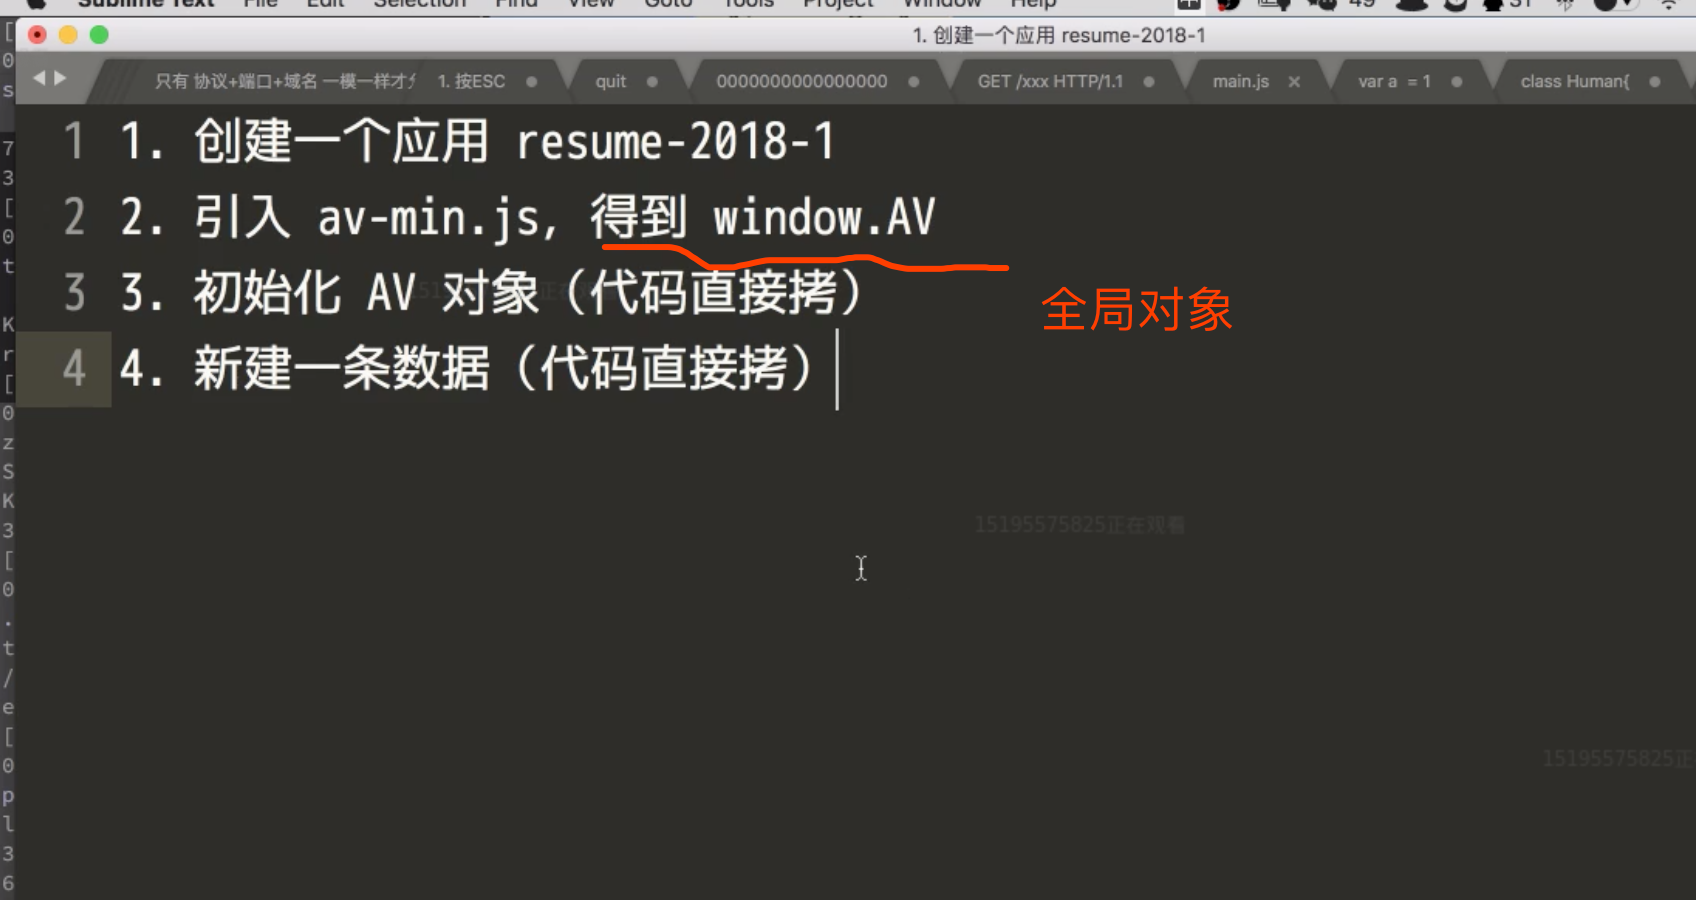 Sublime Text File Edit Selection Find View Goto Tools Project Window Help 49 31
1. 创建一个应用 resume-2018-1
只有 协议+端口+域名 一模一样才 1. 按ESC quit 0000000000000000 GET /xxx HTTP/1.1 main.js var a = 1 class Human{
1 1. 创建一个应用 resume-2018-1
2 2. 引入 av-min.js, 得到 window.AV
3 3. 初始化 AV 对象（代码直接拷）
全局对象
4 4. 新建一条数据（代码直接拷）
15195575825正在观看
15195575825正